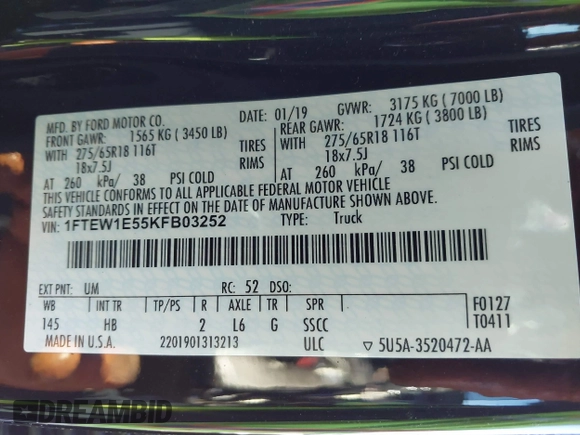 MFD. BY FORD MOTOR CO.
DATE: 01/19 GVWR: 3175 KG ( 7000 LB)
FRONT GAWR: 1565 KG ( 3450 LB) REAR GAWR: 1724 KG ( 3800 LB)
WITH 275/65R18 116T TIRES WITH 275/65R18 116T TIRES
18x7.5J RIMS 18x7.5J RIMS
AT 260 kPa/ 38 PSI COLD AT 260 kPa/ 38 PSI COLD
THIS VEHICLE CONFORMS TO ALL APPLICABLE FEDERAL MOTOR VEHICLE
SAFETY STANDARDS IN EFFECT ON THE DATE OF MANUFACTURE SHOWN ABOVE.
VIN: 1FTEW1E55KFB03252 TYPE: Truck
EXT PNT: UM RC: 52 DSO:
WB INT TR TP/PS R AXLE TR SPR F0127
145 HB 2 L6 G SSCC T0411
MADE IN U.S.A. 2201901313213 ULC ▽ 5U5A-3520472-AA
DREAMBID